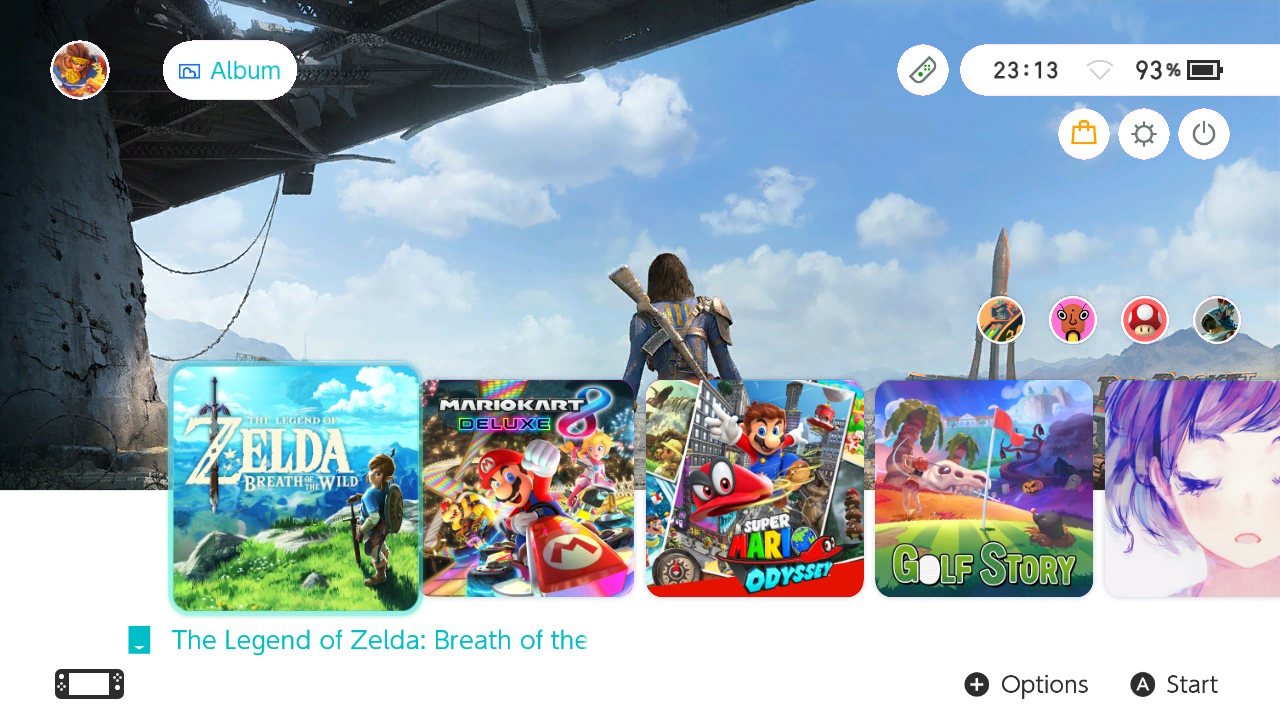 Album
23:13
93%
THE LEGEND OF
ZELDA
BREATH OF THE WILD
MARIOKART 8
DELUXE
SUPER
MARIO
ODYSSEY
GOLF STORY
The Legend of Zelda: Breath of the
Options
A Start